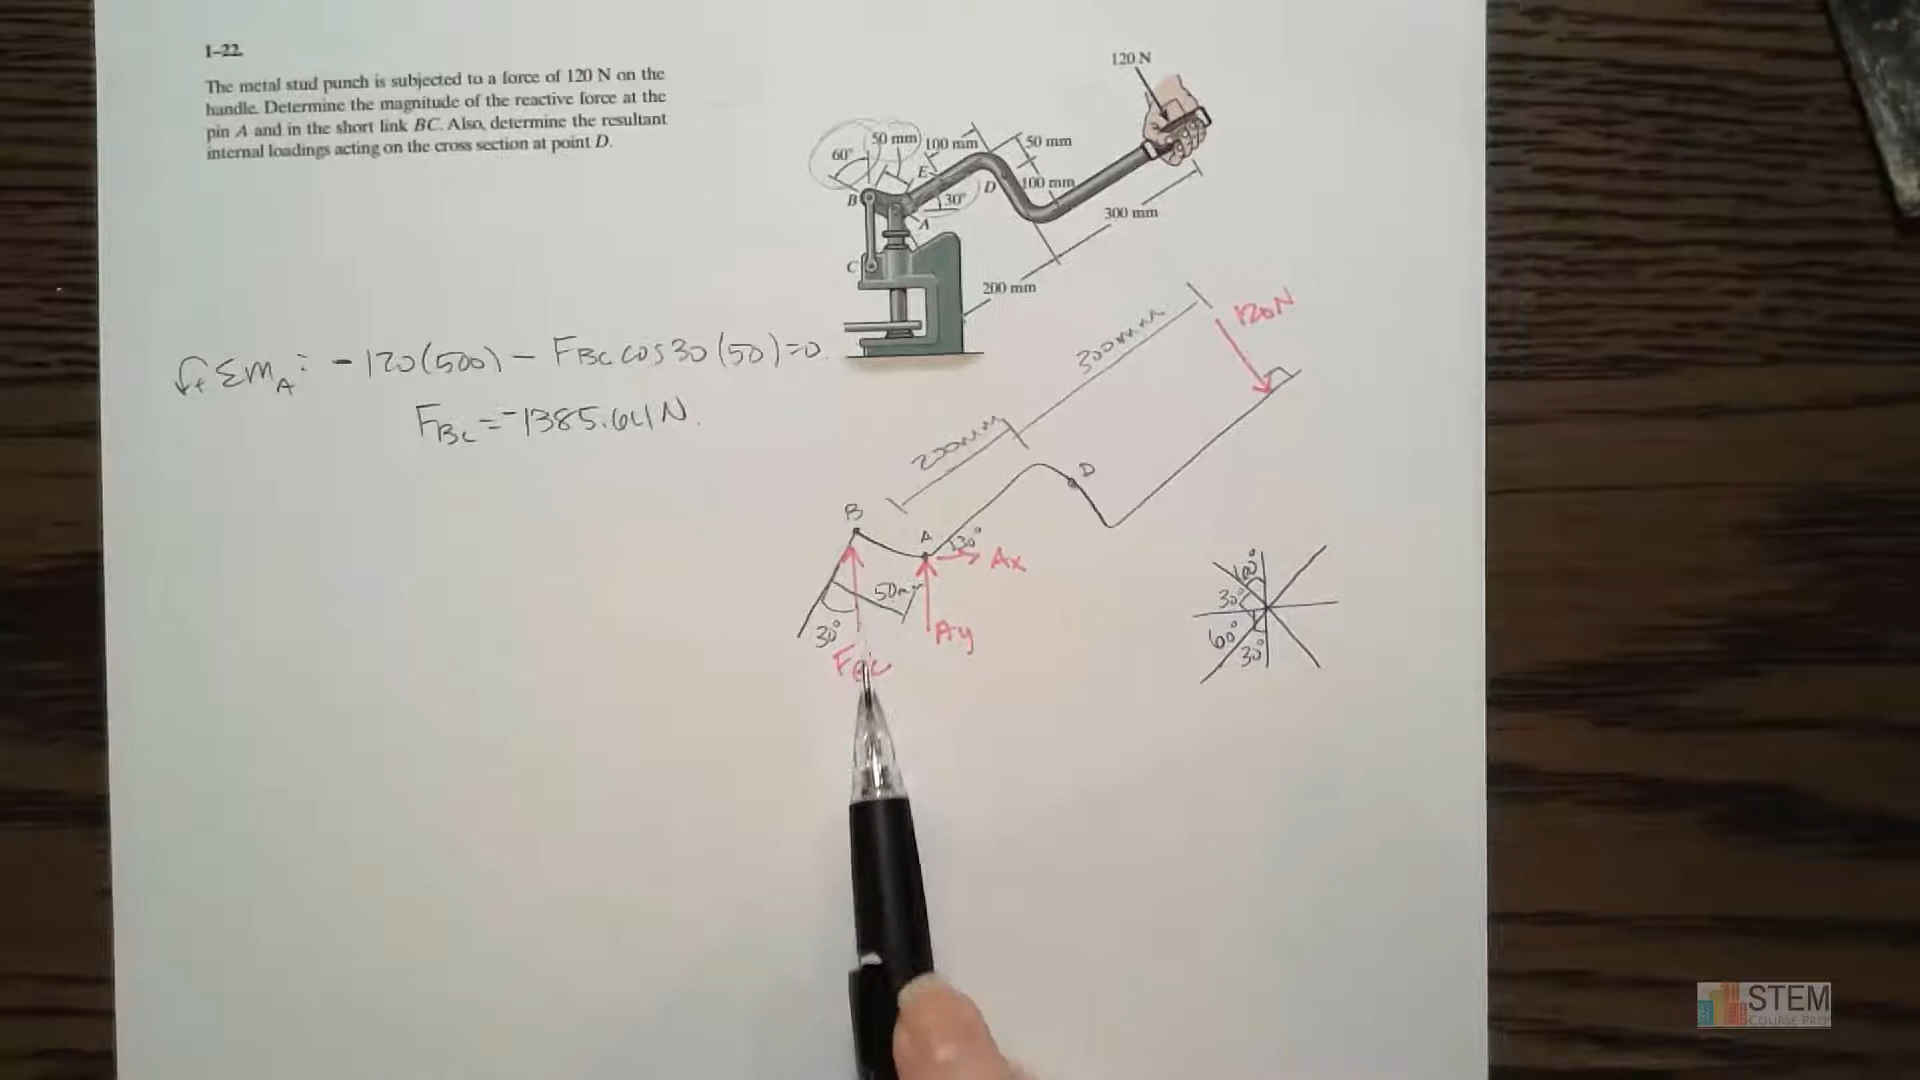 1–22.
The metal stud punch is subjected to a force of 120 N on the
handle. Determine the magnitude of the reactive force at the
pin A and in the short link BC. Also, determine the resultant
internal loadings acting on the cross section at point D.
120 N
50 mm
100 mm
50 mm
60°
E
D
100 mm
B
30°
300 mm
A
C
200 mm
↶+ ΣMA: -120(500) - FBC cos30(50)=0.
FBC = -1385.641N.
120N
300mm
200mm
D
B
A
30°
Ax
50mm
30°
Ay
FBC
60°
30°
60°
30°
STEM
COURSE PREP